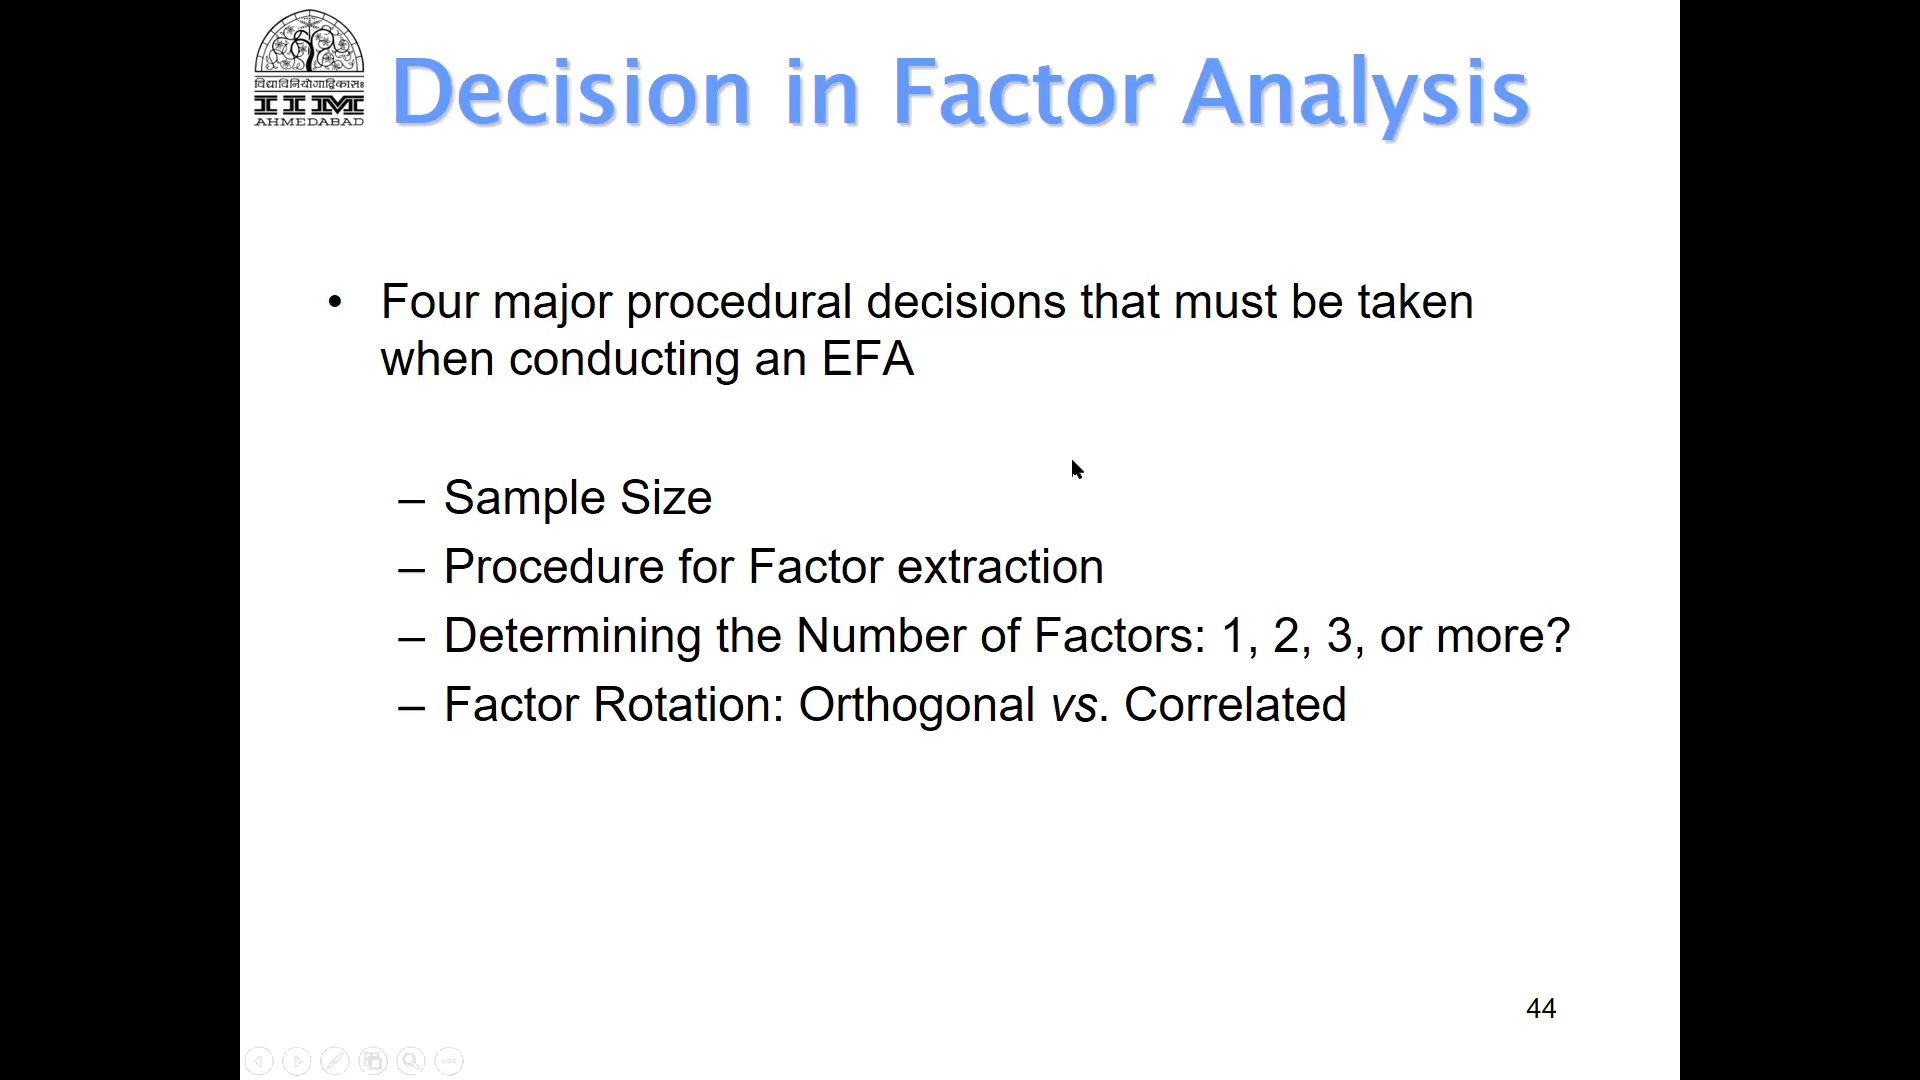 विद्याविनियोगाद्विकासः
IIM
AHMEDABAD
Decision in Factor Analysis
• Four major procedural decisions that must be taken
when conducting an EFA
– Sample Size
– Procedure for Factor extraction
– Determining the Number of Factors: 1, 2, 3, or more?
– Factor Rotation: Orthogonal vs. Correlated
44